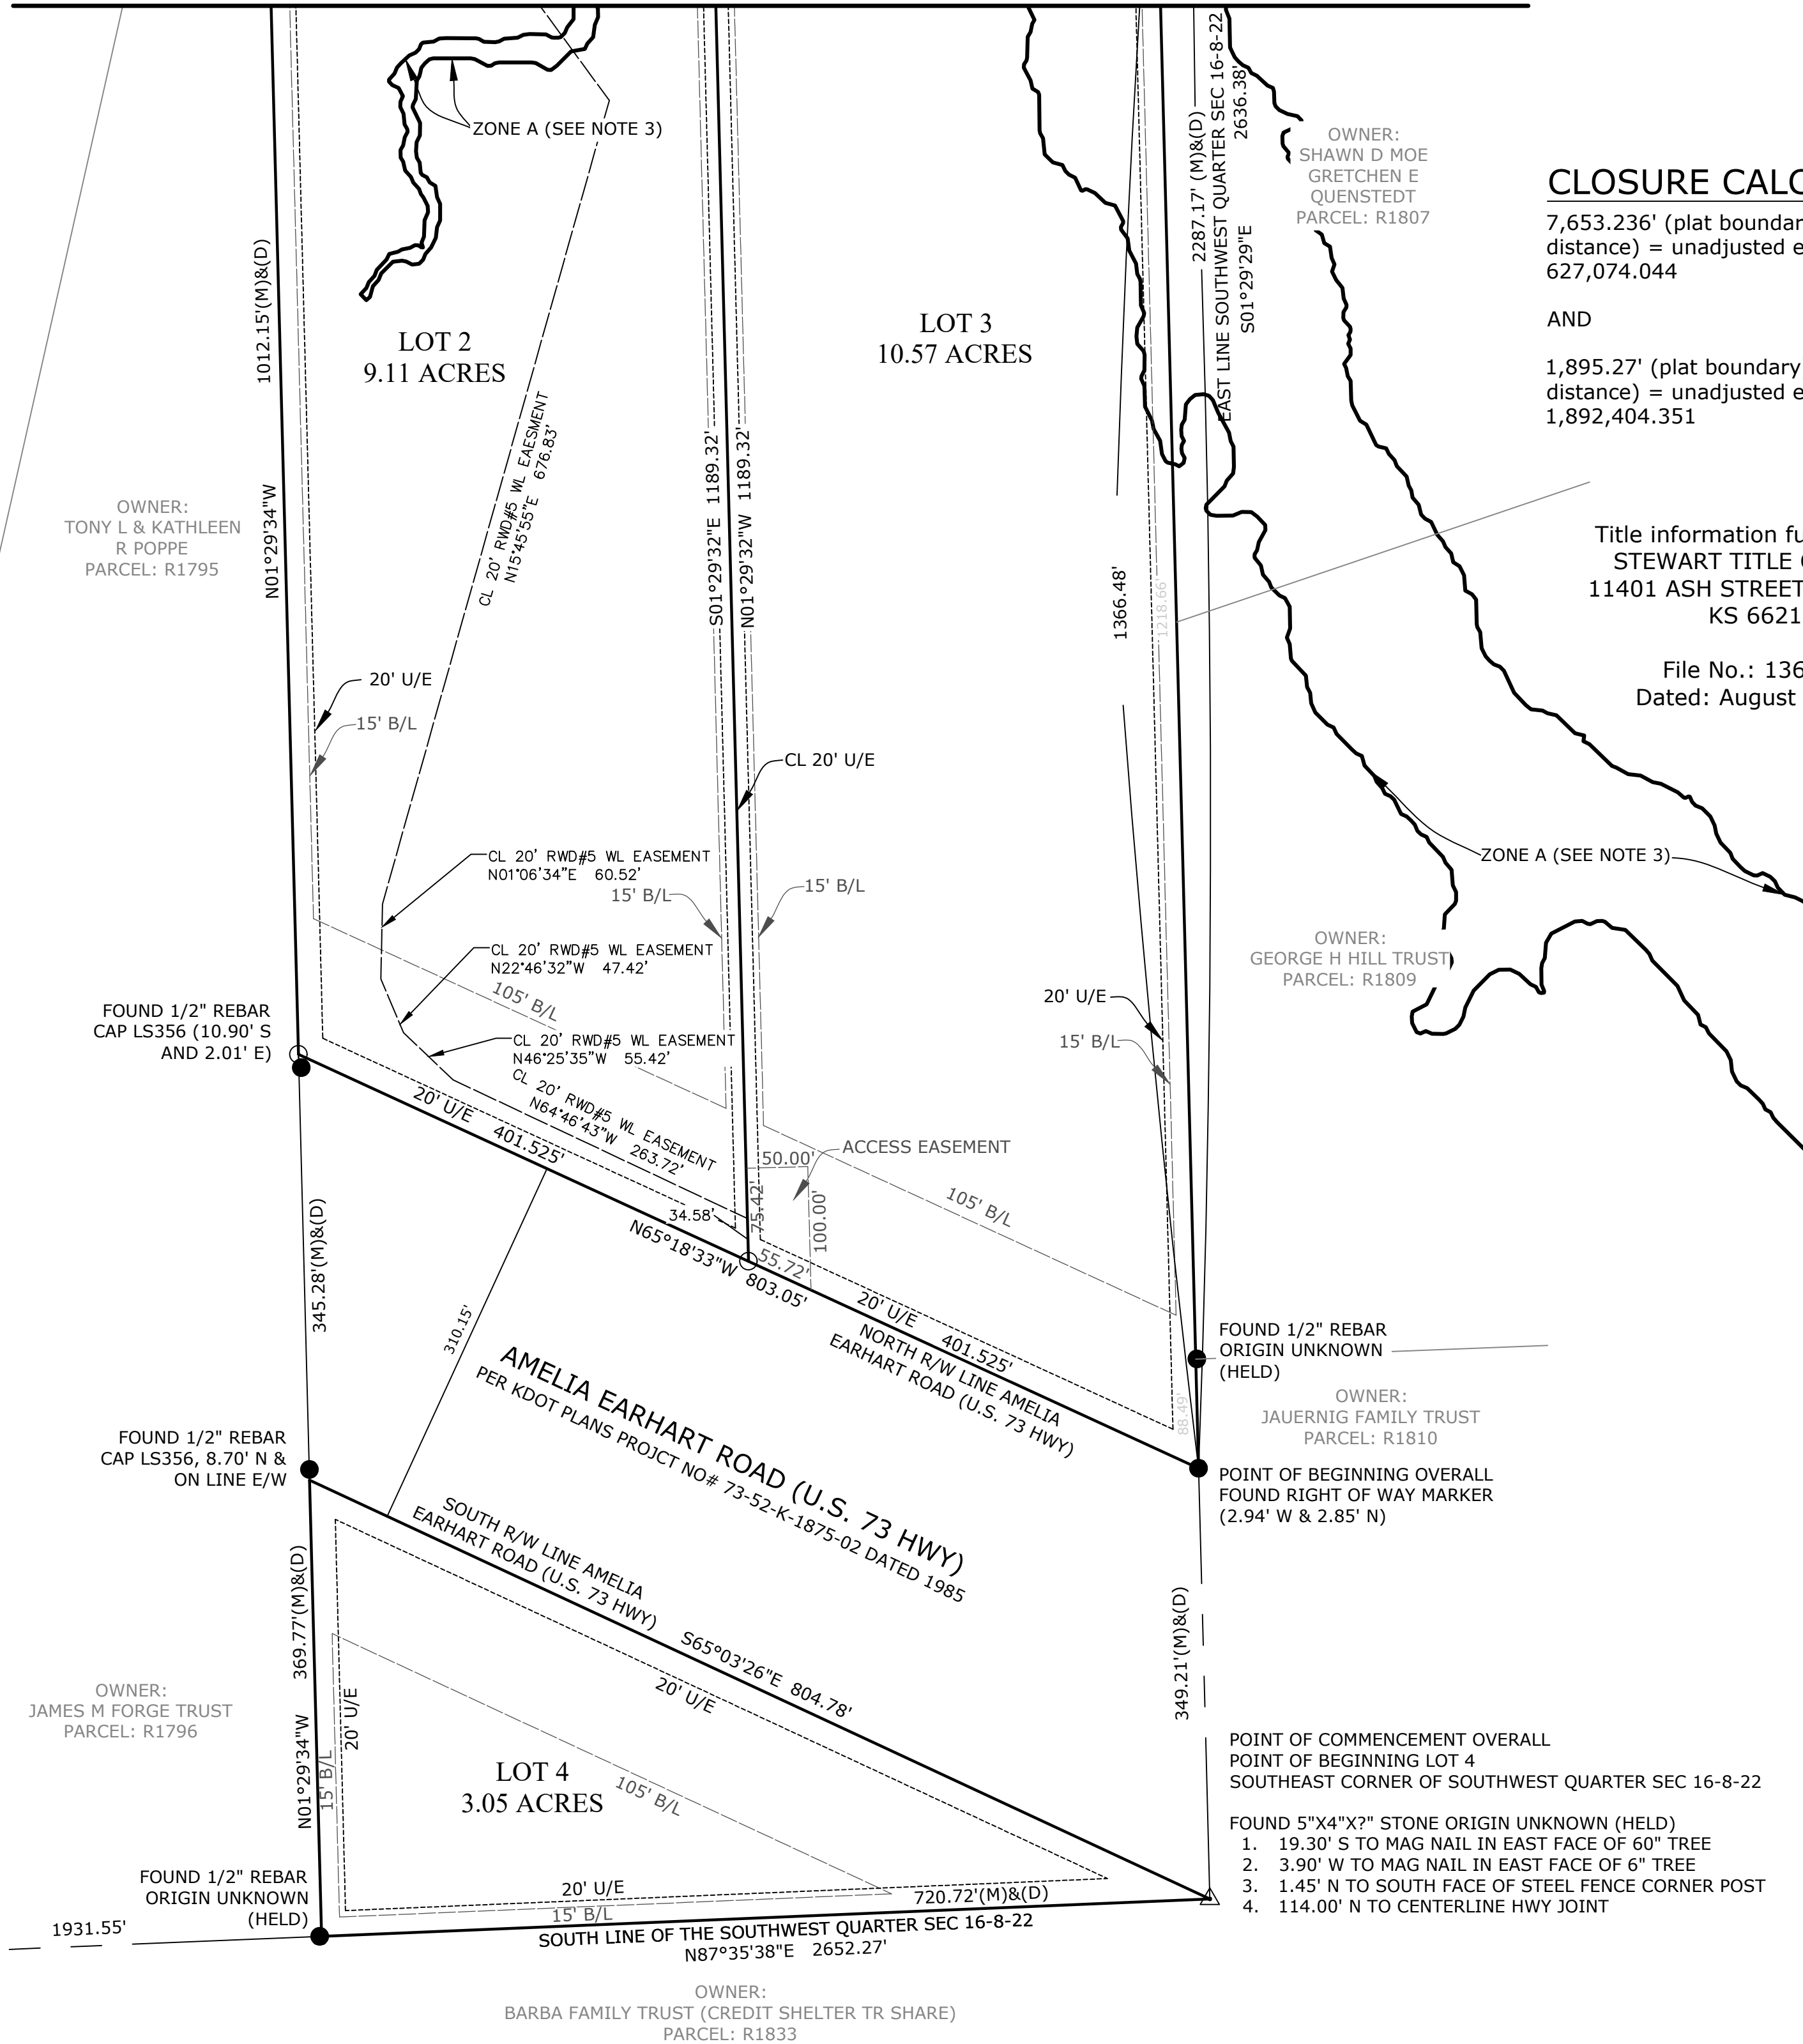 ZONE A (SEE NOTE 3)
LOT 2
9.11 ACRES
LOT 3
10.57 ACRES
1012.15'(M)&(D)
N01°29'34"W
CL 20' RWD#5 WL EAESMENT
N15°45'55"E 676.83'
S01°29'32"E 1189.32'
N01°29'32"W 1189.32'
1366.48'
1218.66'
2287.17' (M)&(D)
EAST LINE SOUTHWEST QUARTER SEC 16-8-22
2636.38'
S01°29'29"E
OWNER:
SHAWN D MOE
GRETCHEN E
QUENSTEDT
PARCEL: R1807
CLOSURE CALC
7,653.236' (plat boundar
distance) = unadjusted e
627,074.044
AND
1,895.27' (plat boundary
distance) = unadjusted e
1,892,404.351
Title information fu
STEWART TITLE
11401 ASH STREET
KS 6621
File No.: 136
Dated: August
OWNER:
TONY L & KATHLEEN
R POPPE
PARCEL: R1795
20' U/E
15' B/L
CL 20' U/E
CL 20' RWD#5 WL EASEMENT
N01°06'34"E 60.52'
15' B/L
15' B/L
CL 20' RWD#5 WL EASEMENT
N22°46'32"W 47.42'
105' B/L
CL 20' RWD#5 WL EASEMENT
N46°25'35"W 55.42'
CL 20' RWD#5 WL EASEMENT
N64°46'43"W 263.72'
ZONE A (SEE NOTE 3)
OWNER:
GEORGE H HILL TRUST
PARCEL: R1809
20' U/E
15' B/L
FOUND 1/2" REBAR
CAP LS356 (10.90' S
AND 2.01' E)
20' U/E 401.525'
34.58'
75.42'
50.00'
100.00'
55.72'
ACCESS EASEMENT
105' B/L
N65°18'33"W 803.05'
20' U/E 401.525'
NORTH R/W LINE AMELIA
EARHART ROAD (U.S. 73 HWY)
88.49'
345.28'(M)&(D)
310.15'
AMELIA EARHART ROAD (U.S. 73 HWY)
PER KDOT PLANS PROJCT NO# 73-52-K-1875-02 DATED 1985
FOUND 1/2" REBAR
ORIGIN UNKNOWN
(HELD)
OWNER:
JAUERNIG FAMILY TRUST
PARCEL: R1810
POINT OF BEGINNING OVERALL
FOUND RIGHT OF WAY MARKER
(2.94' W & 2.85' N)
FOUND 1/2" REBAR
CAP LS356, 8.70' N &
ON LINE E/W
SOUTH R/W LINE AMELIA
EARHART ROAD (U.S. 73 HWY)
S65°03'26"E 804.78'
20' U/E
369.77'(M)&(D)
N01°29'34"W
20' U/E
15' B/L
349.21'(M)&(D)
OWNER:
JAMES M FORGE TRUST
PARCEL: R1796
LOT 4
3.05 ACRES
105' B/L
POINT OF COMMENCEMENT OVERALL
POINT OF BEGINNING LOT 4
SOUTHEAST CORNER OF SOUTHWEST QUARTER SEC 16-8-22
FOUND 5"X4"X?" STONE ORIGIN UNKNOWN (HELD)
1. 19.30' S TO MAG NAIL IN EAST FACE OF 60" TREE
2. 3.90' W TO MAG NAIL IN EAST FACE OF 6" TREE
3. 1.45' N TO SOUTH FACE OF STEEL FENCE CORNER POST
4. 114.00' N TO CENTERLINE HWY JOINT
FOUND 1/2" REBAR
ORIGIN UNKNOWN
(HELD)
1931.55'
20' U/E
15' B/L
720.72'(M)&(D)
SOUTH LINE OF THE SOUTHWEST QUARTER SEC 16-8-22
N87°35'38"E 2652.27'
OWNER:
BARBA FAMILY TRUST (CREDIT SHELTER TR SHARE)
PARCEL: R1833